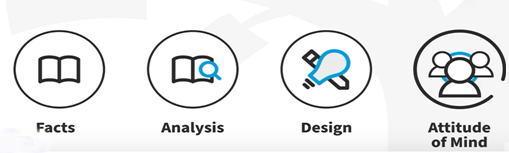 Facts
Analysis
Design
Attitude
of Mind